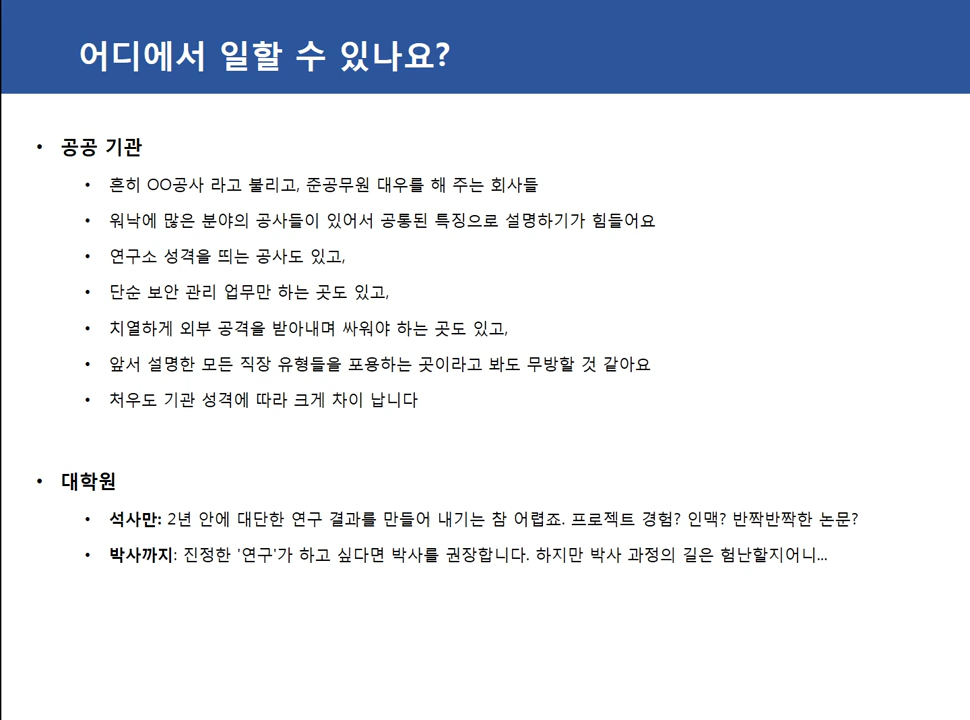 어디에서 일할 수 있나요?
• 공공 기관
• 흔히 OO공사 라고 불리고, 준공무원 대우를 해 주는 회사들
• 워낙에 많은 분야의 공사들이 있어서 공통된 특징으로 설명하기가 힘들어요
• 연구소 성격을 띄는 공사도 있고,
• 단순 보안 관리 업무만 하는 곳도 있고,
• 치열하게 외부 공격을 받아내며 싸워야 하는 곳도 있고,
• 앞서 설명한 모든 직장 유형들을 포용하는 곳이라고 봐도 무방할 것 같아요
• 처우도 기관 성격에 따라 크게 차이 납니다
• 대학원
• 석사만: 2년 안에 대단한 연구 결과를 만들어 내기는 참 어렵죠. 프로젝트 경험? 인맥? 반짝반짝한 논문?
• 박사까지: 진정한 '연구'가 하고 싶다면 박사를 권장합니다. 하지만 박사 과정의 길은 험난할지어니...